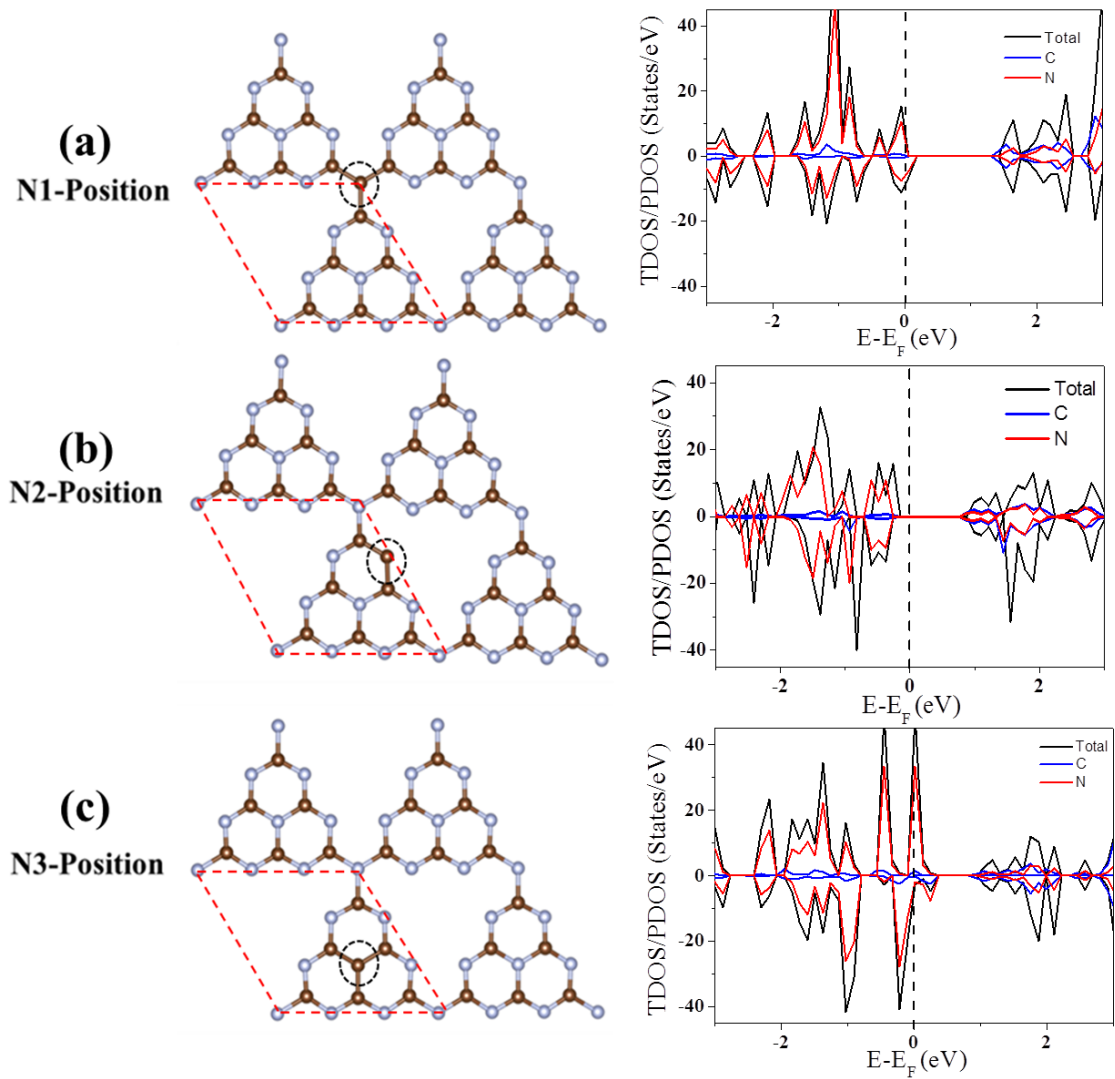 (a)
N1-Position
TDOS/PDOS (States/eV)
40
20
0
-20
-40
Total
C
N
-2
0
2
E-EF (eV)
(b)
N2-Position
TDOS/PDOS (States/eV)
40
20
0
-20
-40
Total
C
N
-2
0
2
E-EF (eV)
(c)
N3-Position
TDOS/PDOS (States/eV)
40
20
0
-20
-40
Total
C
N
-2
0
2
E-EF (eV)